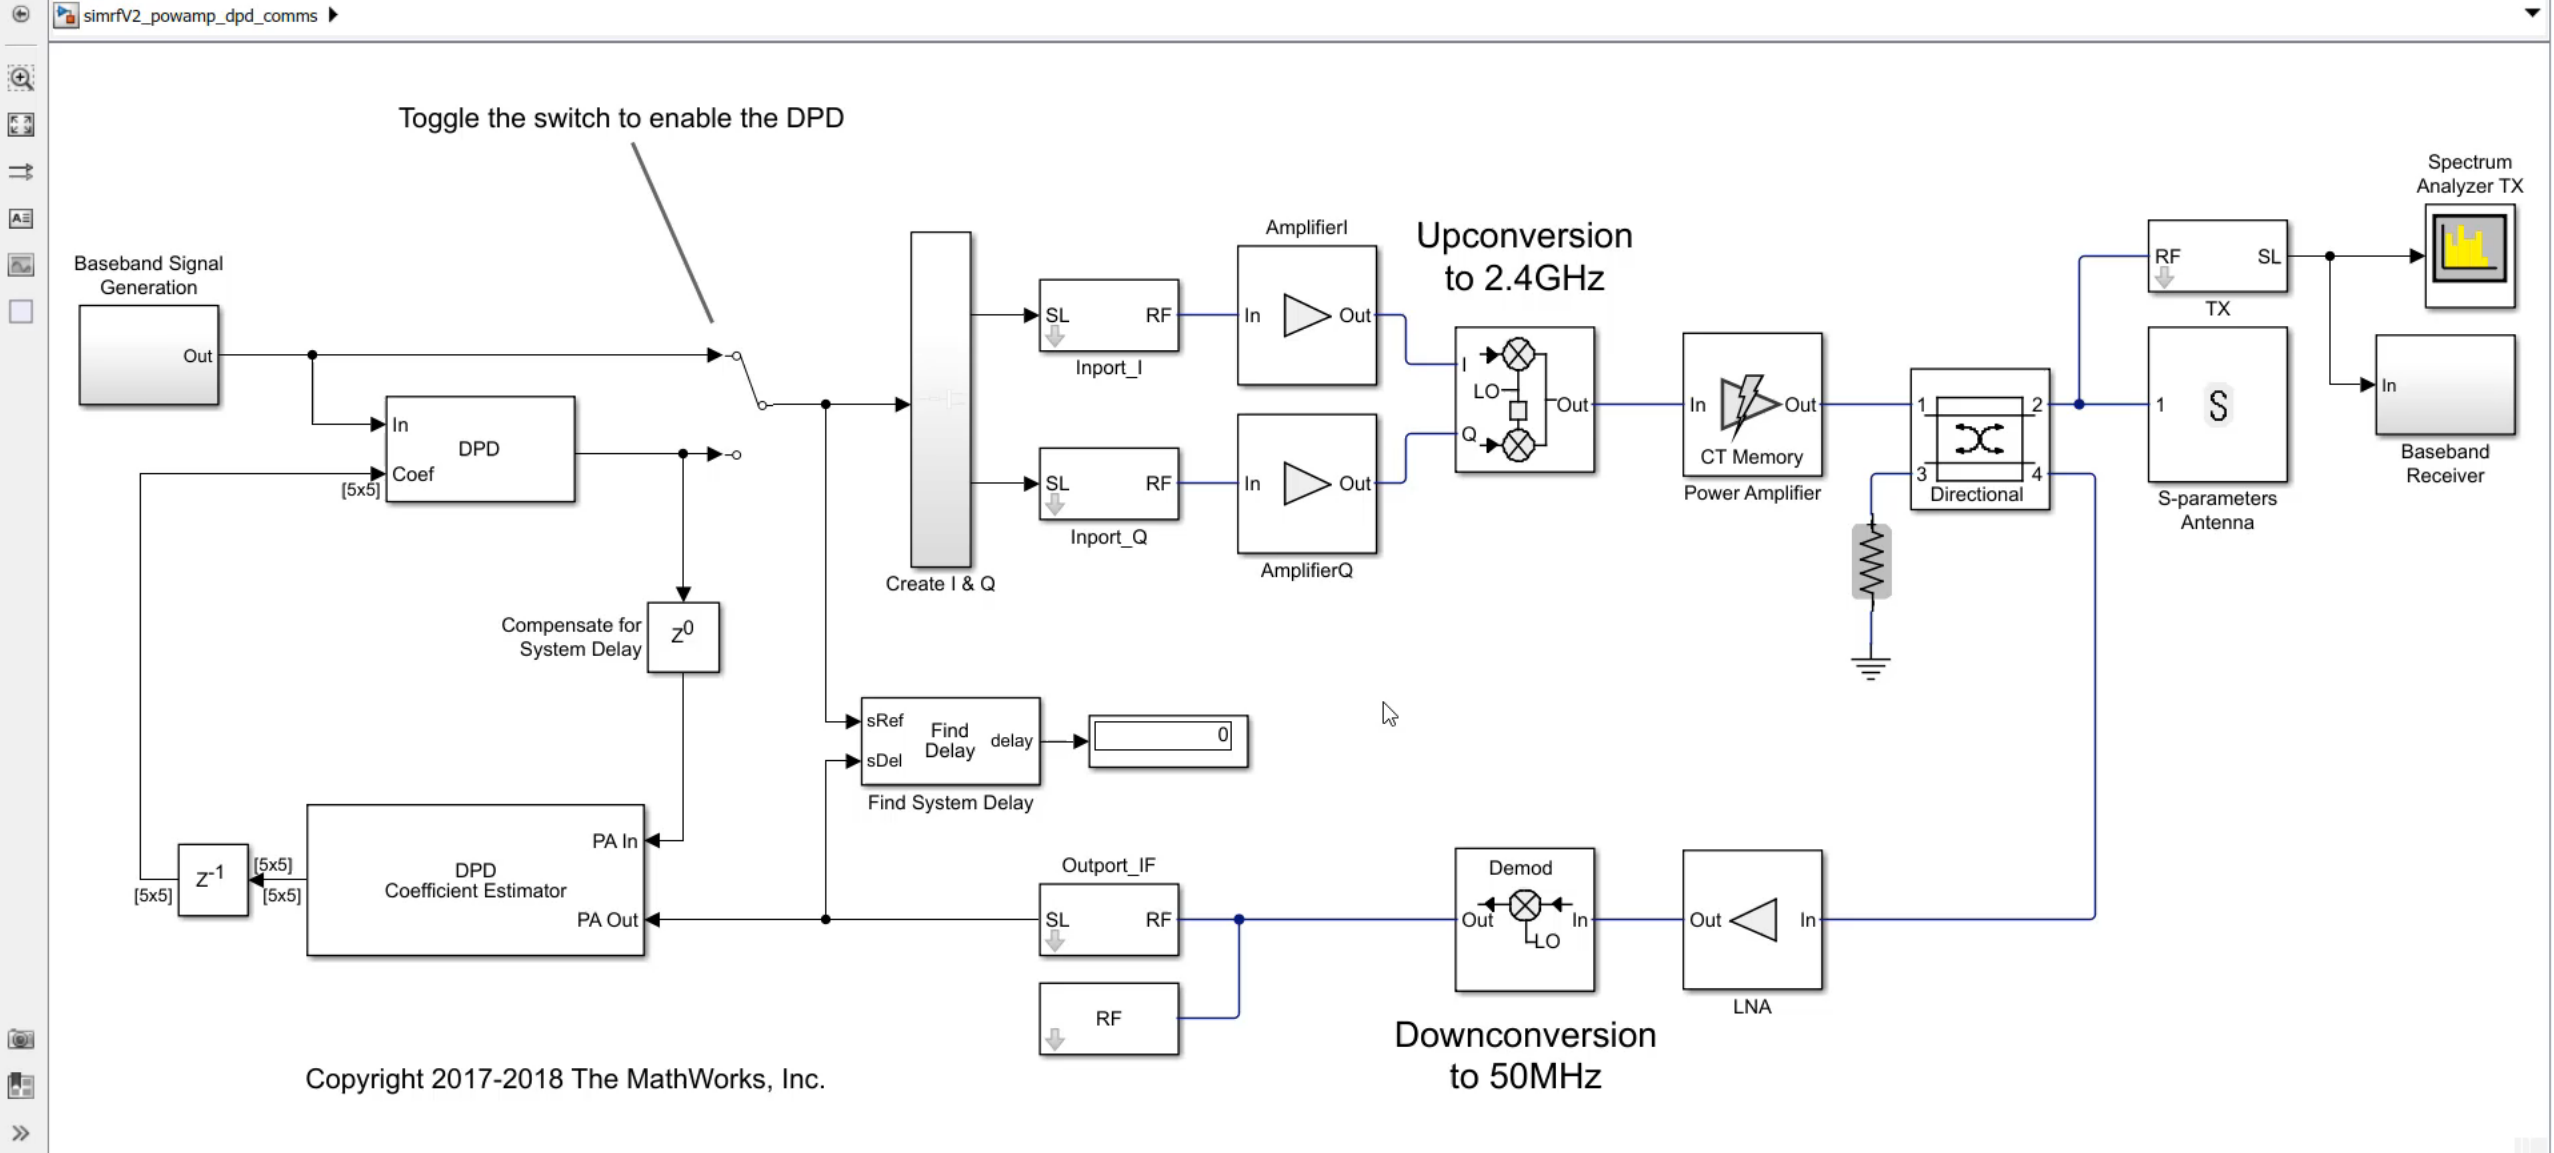 simrfV2_powamp_dpd_comms
Toggle the switch to enable the DPD
Baseband Signal
Generation
Out
In
DPD
Coef
[5x5]
Compensate for
System Delay
z0
Create I & Q
SL
RF
Inport_I
SL
RF
Inport_Q
AmplifierI
In
Out
In
Out
AmplifierQ
Upconversion
to 2.4GHz
I
LO
Out
Q
In
Out
CT Memory
Power Amplifier
1
2
3
4
Directional
RF
SL
TX
1
S
S-parameters
Antenna
Spectrum
Analyzer TX
In
Baseband
Receiver
sRef
Find
Delay
delay
sDel
Find System Delay
0
PA In
DPD
Coefficient Estimator
PA Out
z-1
[5x5]
[5x5]
[5x5]
Outport_IF
SL
RF
RF
Demod
Out
In
LO
Out
In
LNA
Downconversion
to 50MHz
Copyright 2017-2018 The MathWorks, Inc.